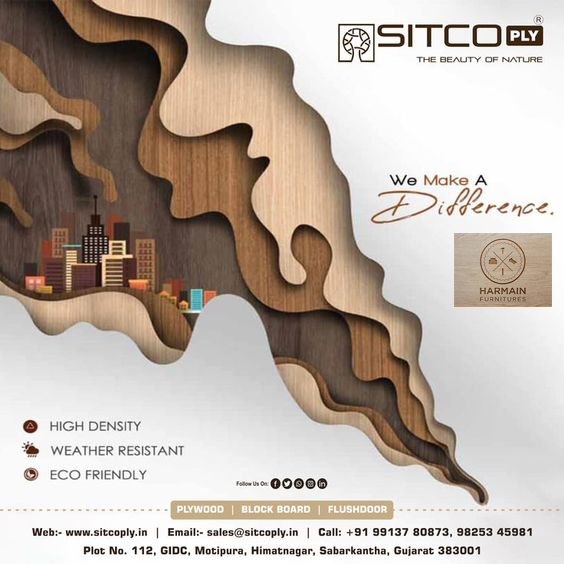 SITCO PLY ®
THE BEAUTY OF NATURE
We Make A
Difference.
HARMAIN
FURNITURES
HIGH DENSITY
WEATHER RESISTANT
ECO FRIENDLY
Follow Us On:
PLYWOOD | BLOCK BOARD | FLUSHDOOR
Web:- www.sitcoply.in | Email:- sales@sitcoply.in | Call: +91 99137 80873, 98253 45981
Plot No. 112, GIDC, Motipura, Himatnagar, Sabarkantha, Gujarat 383001